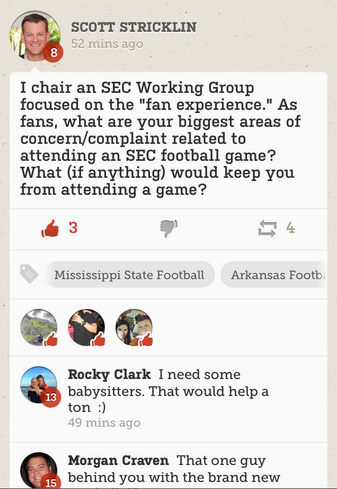 SCOTT STRICKLIN
8
52 mins ago
I chair an SEC Working Group
focused on the "fan experience." As
fans, what are your biggest areas of
concern/complaint related to
attending an SEC football game?
What (if anything) would keep you
from attending a game?
3
4
Mississippi State Football
Arkansas Footba
Rocky Clark I need some
babysitters. That would help a
ton :)
13
49 mins ago
Morgan Craven That one guy
behind you with the brand new
15